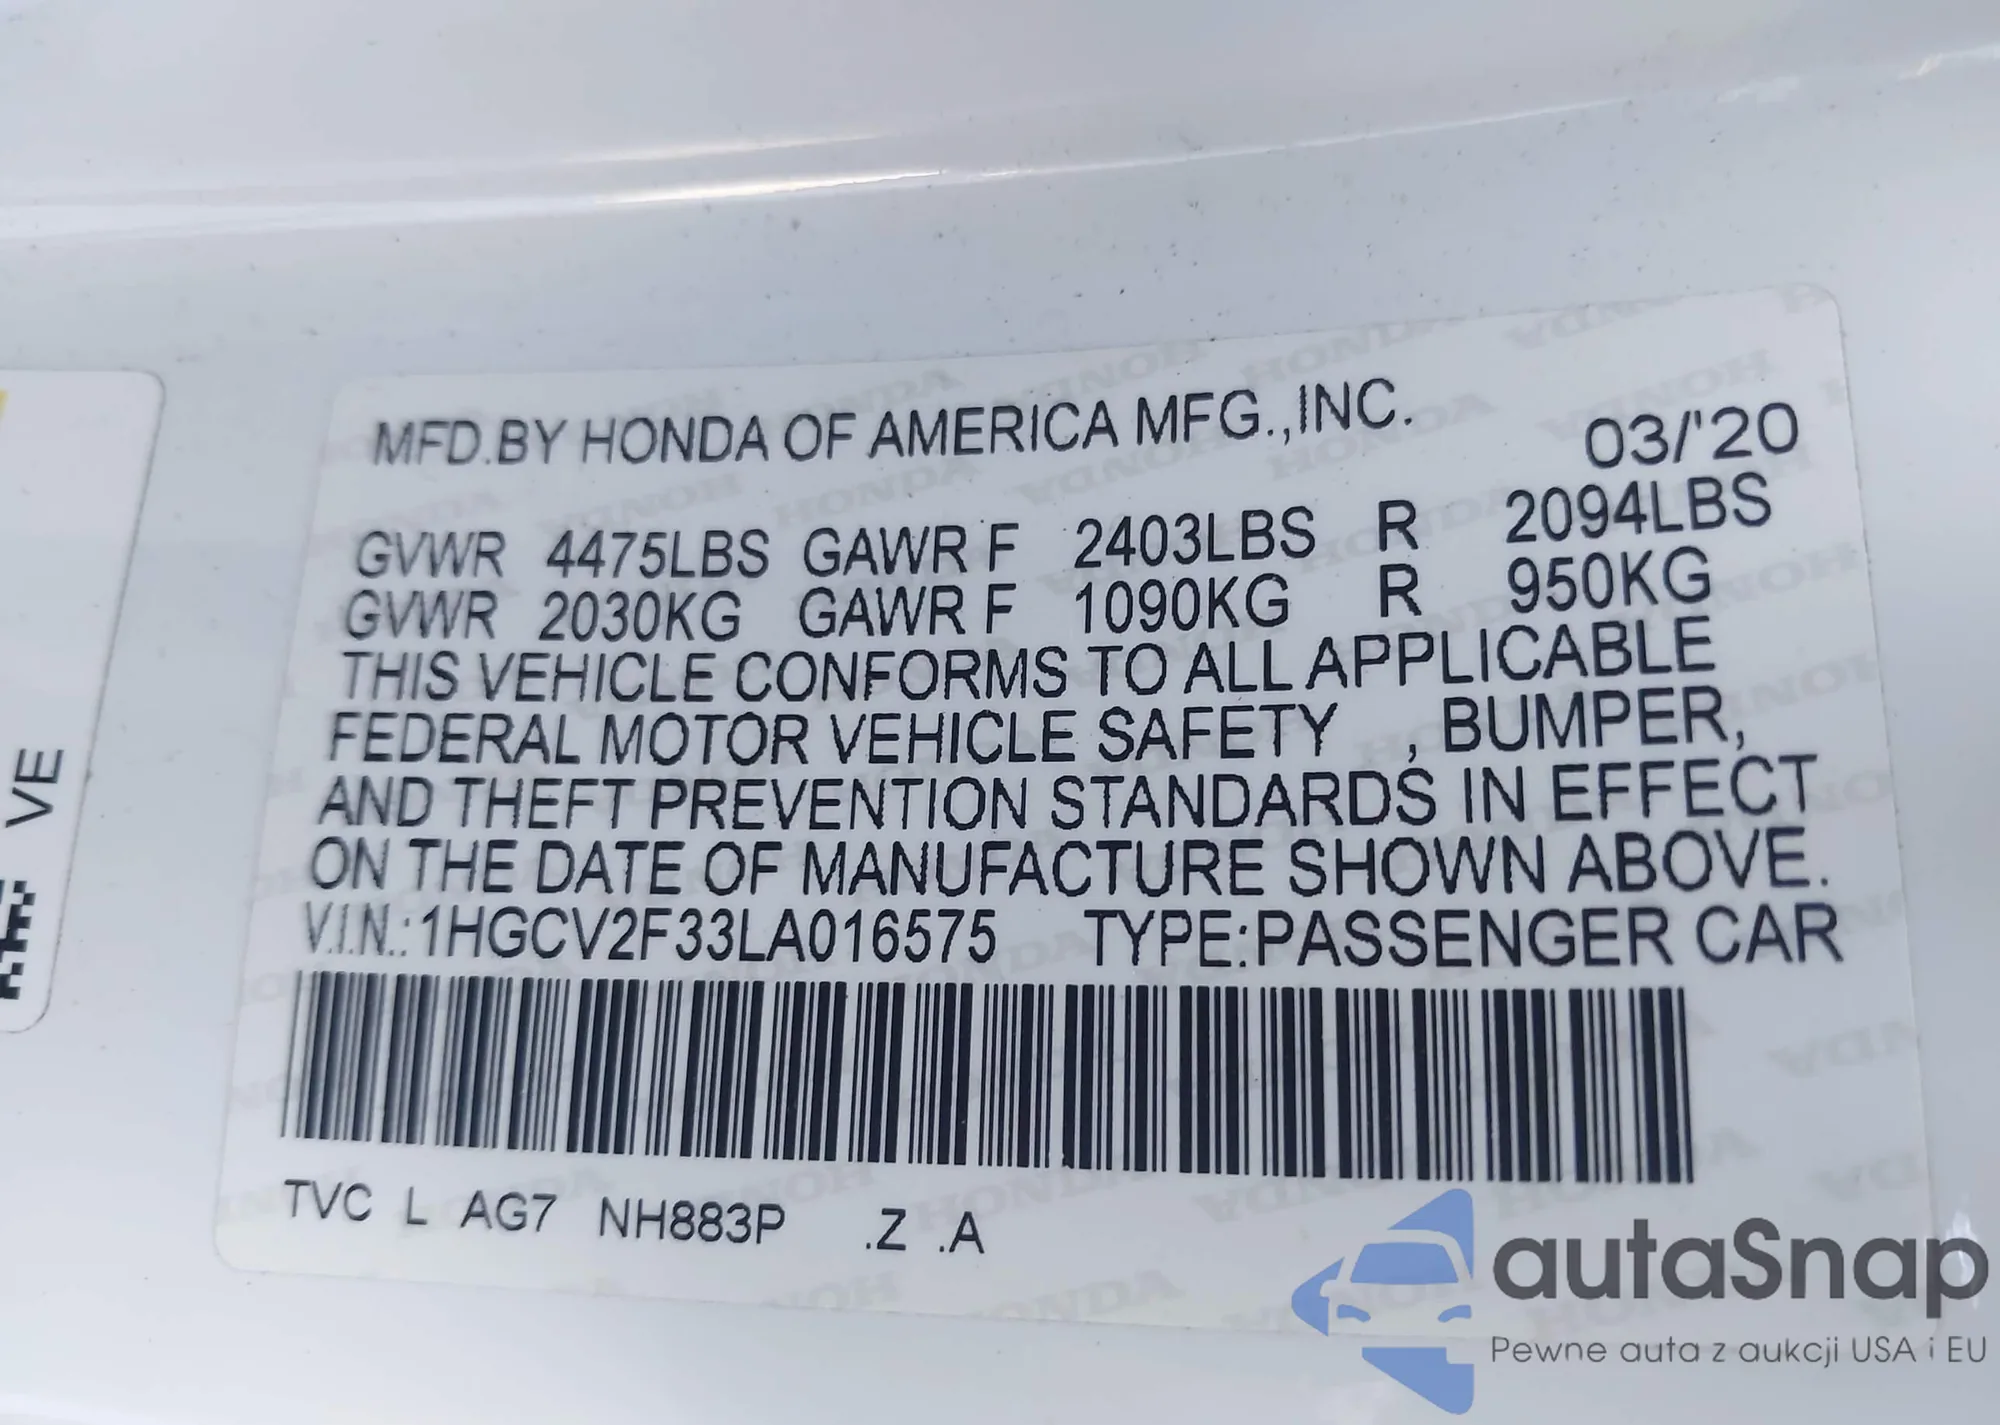 MFD.BY HONDA OF AMERICA MFG.,INC.
03/'20
GVWR 4475LBS GAWR F 2403LBS R 2094LBS
GVWR 2030KG GAWR F 1090KG R 950KG
THIS VEHICLE CONFORMS TO ALL APPLICABLE
FEDERAL MOTOR VEHICLE SAFETY , BUMPER,
AND THEFT PREVENTION STANDARDS IN EFFECT
ON THE DATE OF MANUFACTURE SHOWN ABOVE.
V.I.N.:1HGCV2F33LA016575 TYPE:PASSENGER CAR
TVC L AG7 NH883P .Z .A
VE
autaSnap
Pewne auta z aukcji USA i EU